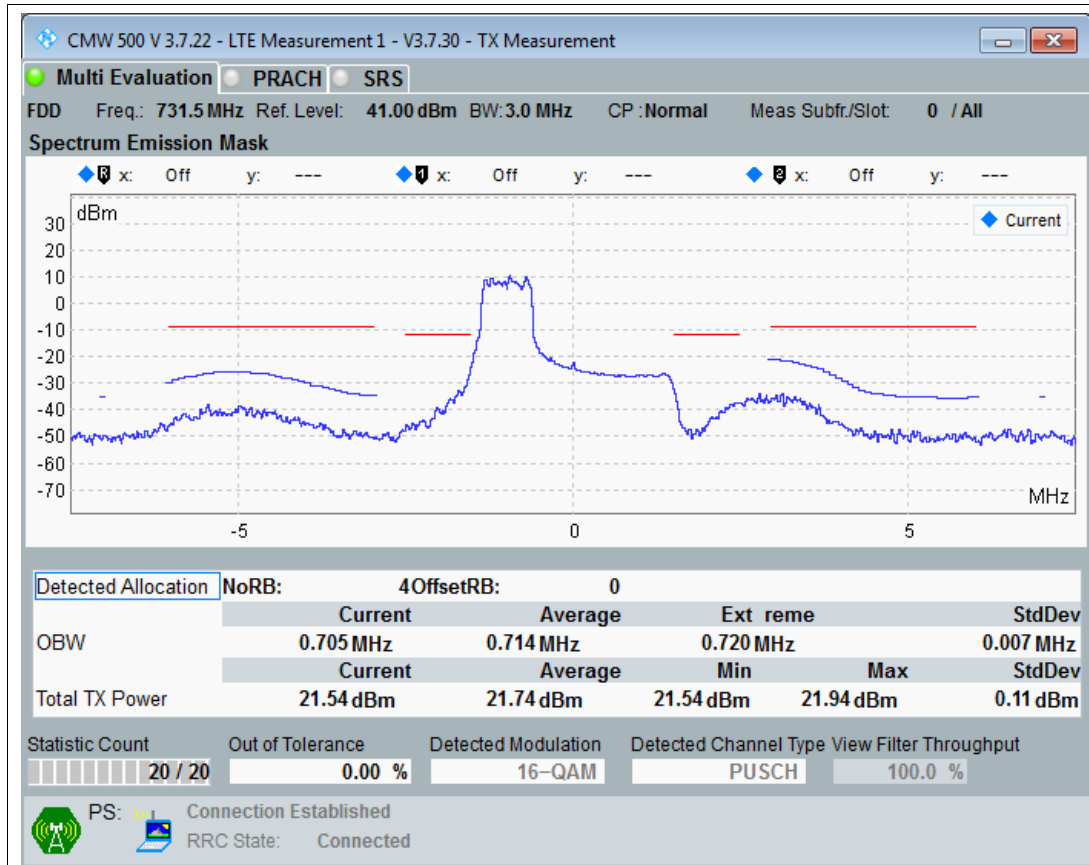 CMW 500 V 3.7.22 - LTE Measurement 1 - V3.7.30 - TX Measurement
Multi Evaluation PRACH SRS
FDD Freq.: 731.5 MHz Ref. Level: 41.00 dBm BW: 3.0 MHz CP : Normal Meas Subfr./Slot: 0 / All
Spectrum Emission Mask
R x: Off y: --- 1 x: Off y: --- 2 x: Off y: ---
dBm
Current
30
20
10
0
-10
-20
-30
-40
-50
-60
-70
MHz
-5 0 5
Detected Allocation NoRB: 4 OffsetRB: 0
Current Average Ext reme StdDev
OBW 0.705 MHz 0.714 MHz 0.720 MHz 0.007 MHz
Current Average Min Max StdDev
Total TX Power 21.54 dBm 21.74 dBm 21.54 dBm 21.94 dBm 0.11 dBm
Statistic Count Out of Tolerance Detected Modulation Detected Channel Type View Filter Throughput
20 / 20 0.00 % 16-QAM PUSCH 100.0 %
PS: Connection Established
RRC State: Connected